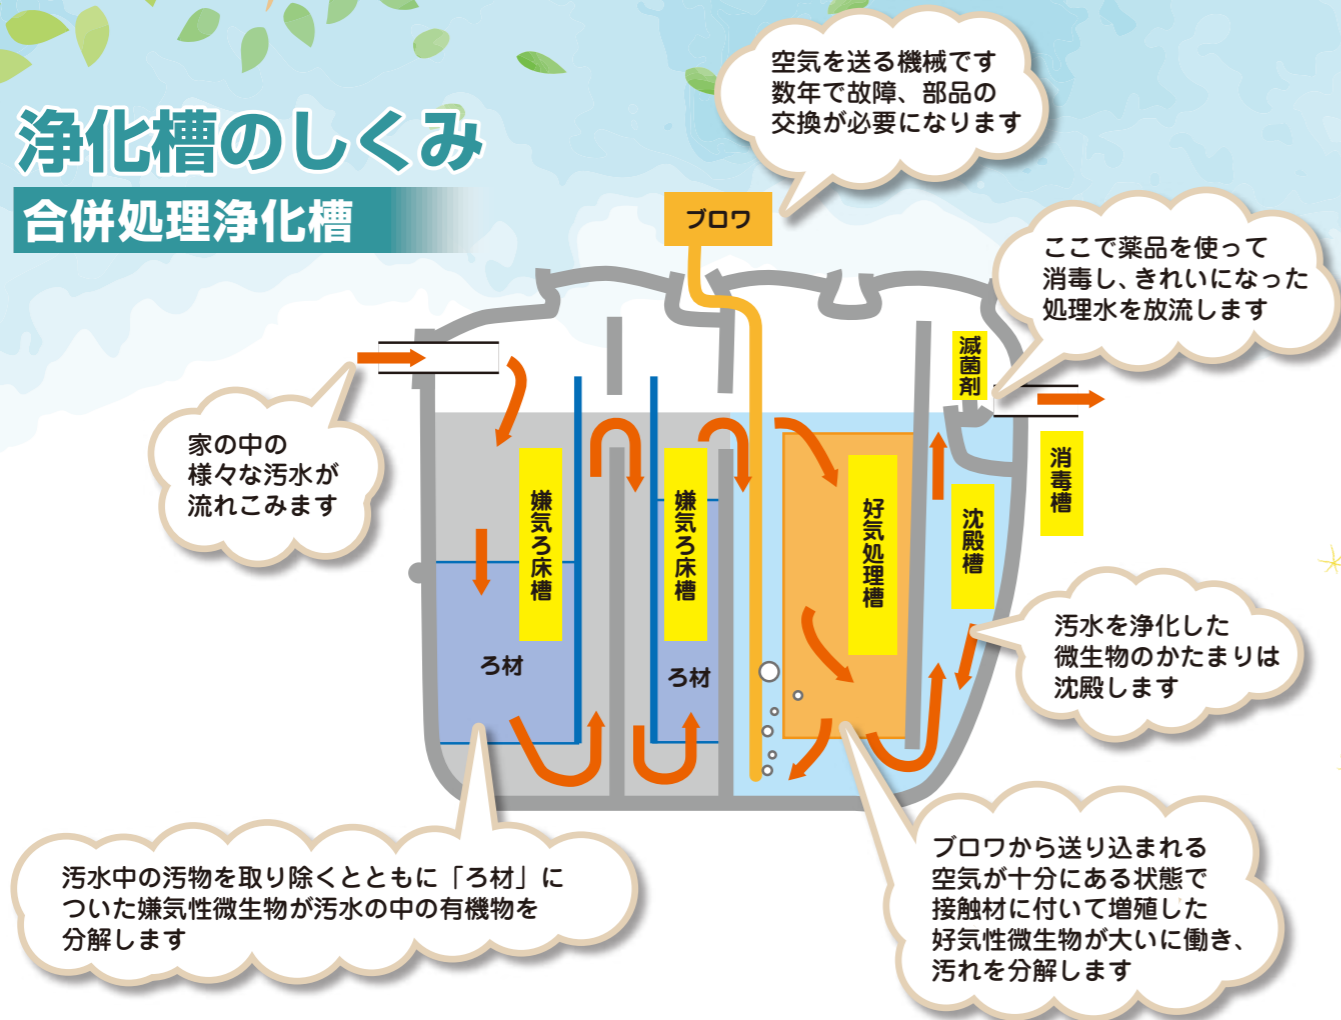 浄化槽のしくみ
合併処理浄化槽
空気を送る機械です
数年で故障、部品の
交換が必要になります
ブロワ
ここで薬品を使って
消毒し、きれいになった
処理水を放流します
滅菌剤
家の中の
様々な汚水が
流れこみます
嫌気ろ床槽
嫌気ろ床槽
好気処理槽
沈殿槽
消毒槽
ろ材
ろ材
汚水を浄化した
微生物のかたまりは
沈殿します
汚水中の汚物を取り除くとともに「ろ材」に
ついた嫌気性微生物が汚水の中の有機物を
分解します
ブロワから送り込まれる
空気が十分にある状態で
接触材に付いて増殖した
好気性微生物が大いに働き、
汚れを分解します